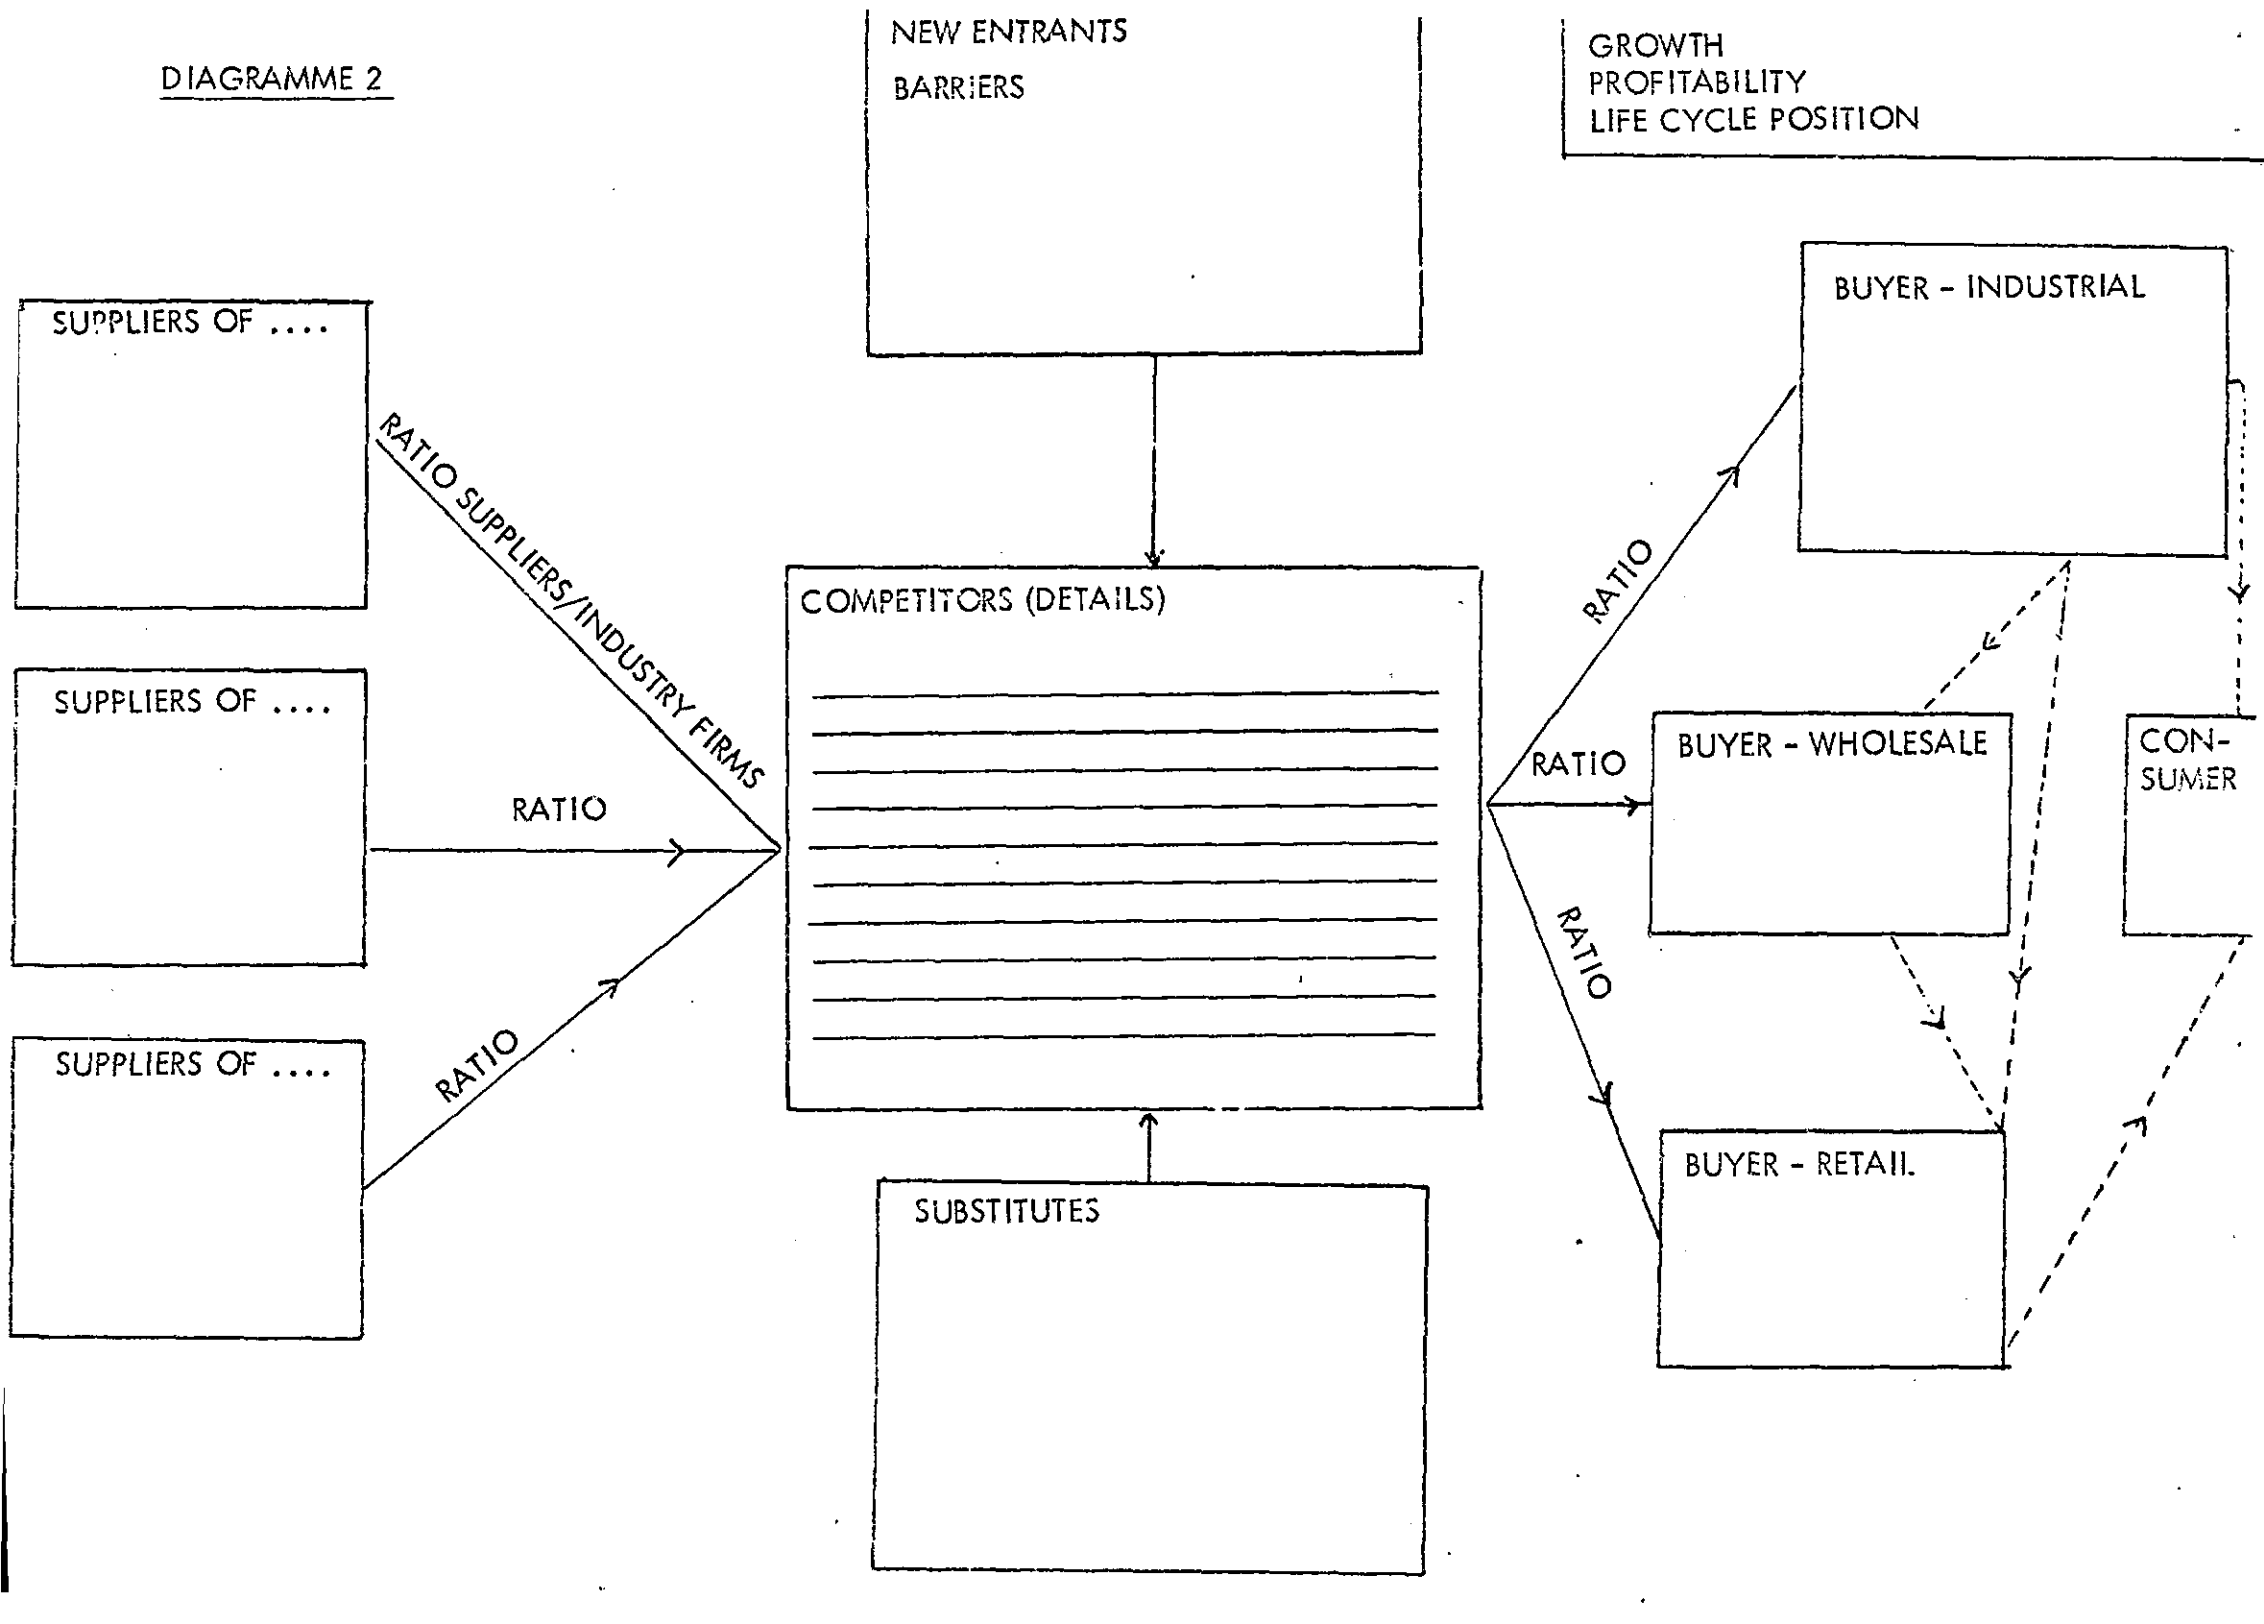 DIAGRAMME 2
NEW ENTRANTS
BARRIERS
GROWTH
PROFITABILITY
LIFE CYCLE POSITION
SUPPLIERS OF ....
RATIO SUPPLIERS/INDUSTRY FIRMS
SUPPLIERS OF ....
RATIO
SUPPLIERS OF ....
RATIO
COMPETITORS (DETAILS)
SUBSTITUTES
RATIO
BUYER - INDUSTRIAL
RATIO
BUYER - WHOLESALE
CON-
SUMER
RATIO
BUYER - RETAIL